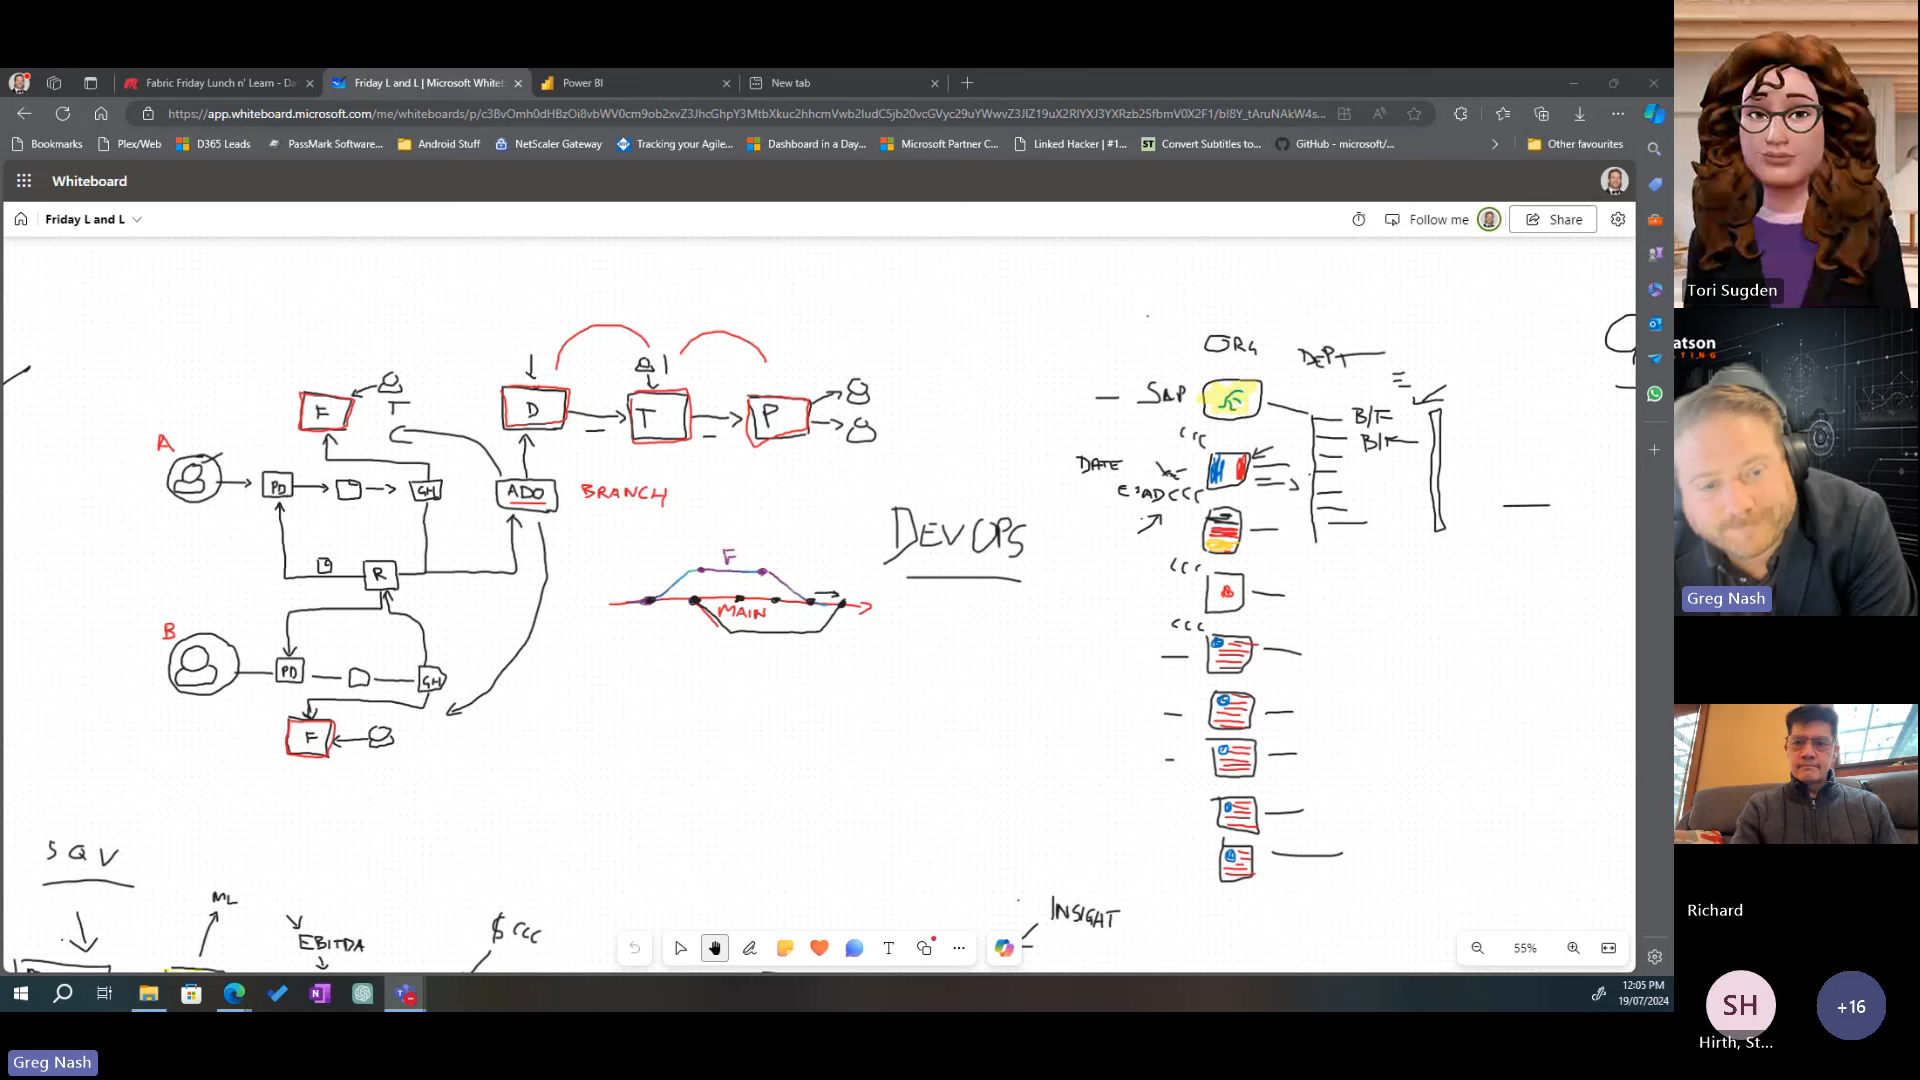 Fabric Friday Lunch n' Learn - Da
Friday L and L | Microsoft Whiteb
Power BI
New tab
https://app.whiteboard.microsoft.com/me/whiteboards/p/
Bookmarks
Plex/Web
D365 Leads
PassMark Software...
Android Stuff
NetScaler Gateway
Tracking your Agile...
Dashboard in a Day...
Microsoft Partner C...
Linked Hacker | #1...
ST
Convert Subtitles to...
GitHub - microsoft/...
Other favourites
Whiteboard
Friday L and L
Follow me
Share
ORG
DEPT
SAP
B/F
B/F
F
T
D
T
P
A
DATE
PD
GH
ADO
BRANCH
DEVOPS
F
R
MAIN
B
PD
GH
F
SQV
ML
EBITDA
$ CCC
INSIGHT
55%
12:05 PM
19/07/2024
Greg Nash
Tori Sugden
atson
TING
Greg Nash
Richard
SH
+16
Hirth, St...